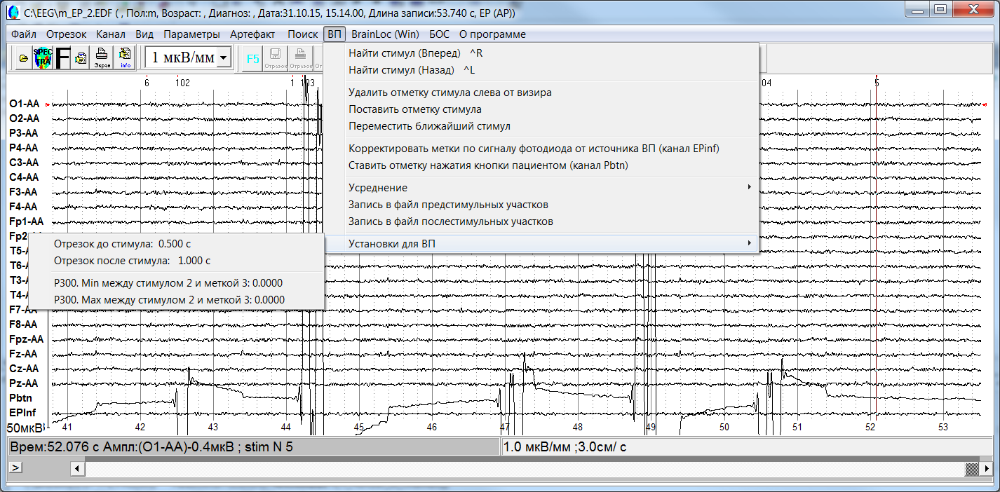 C:\EEG\m_EP_2.EDF ( , Пол:m, Возраст: , Диагноз: , Дата:31.10.15, 15.14.00, Длина записи:53.740 с, EP (AP))
Файл Отрезок Канал Вид Параметры Артефакт Поиск ВП BrainLoc (Win) БОС О программе
SPEC TRA F Экран info 1 мкВ/мм F5 Отрезок Отрезок
Найти стимул (Вперед) ^R
Найти стимул (Назад) ^L
Удалить отметку стимула слева от визира
Поставить отметку стимула
Переместить ближайший стимул
Корректировать метки по сигналу фотодиода от источника ВП (канал EPinf)
Ставить отметку нажатия кнопки пациентом (канал Pbtn)
Усреднение
Запись в файл предстимульных участков
Запись в файл послестимульных участков
Установки для ВП
Отрезок до стимула: 0.500 с
Отрезок после стимула: 1.000 с
P300. Min между стимулом 2 и меткой 3: 0.0000
P300. Max между стимулом 2 и меткой 3: 0.0000
6 102 1 103 04 5
O1-AA
O2-AA
P3-AA
P4-AA
C3-AA
C4-AA
F3-AA
F4-AA
Fp1-AA
Fp2
T5-
T6-
T3-
T4-
F7-AA
F8-AA
Fpz-AA
Fz-AA
Cz-AA
Pz-AA
Pbtn
EPInf
50мкВ 41 42 43 44 45 46 47 48 49 50 51 52 53
Врем:52.076 с Ампл:(O1-AA)-0.4мкВ ; stim N 5
1.0 мкВ/мм ;3.0см/ с
>